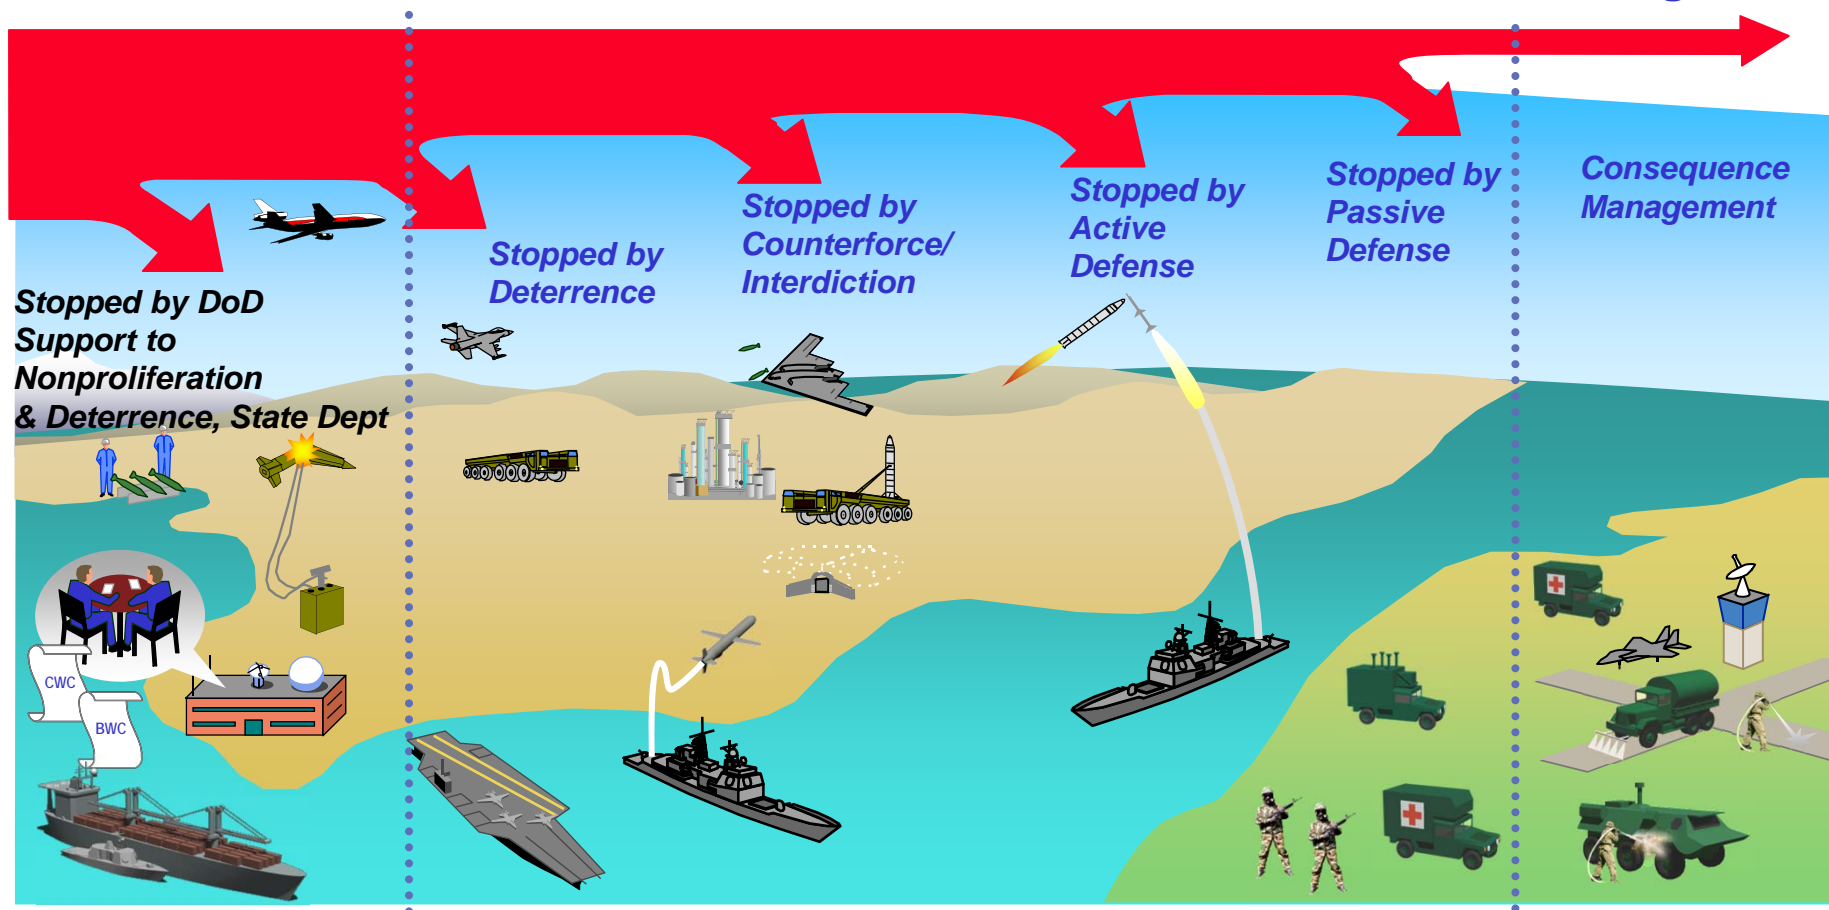 Stopped by DoD
Support to
Nonproliferation
& Deterrence, State Dept
Stopped by
Deterrence
Stopped by
Counterforce/
Interdiction
Stopped by
Active
Defense
Stopped by
Passive
Defense
Consequence
Management
CWC
BWC